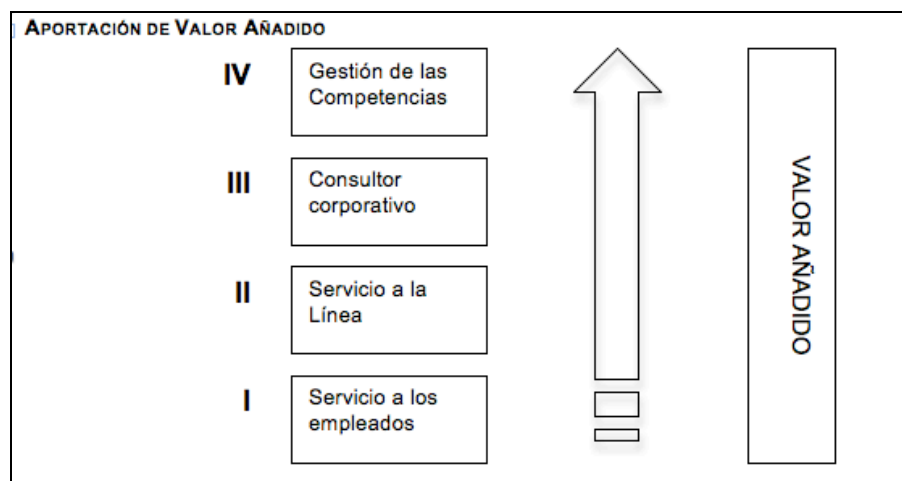 APORTACIÓN DE VALOR AÑADIDO
IV
Gestión de las
Competencias
III
Consultor
corporativo
II
Servicio a la
Línea
I
Servicio a los
empleados
VALOR AÑADIDO